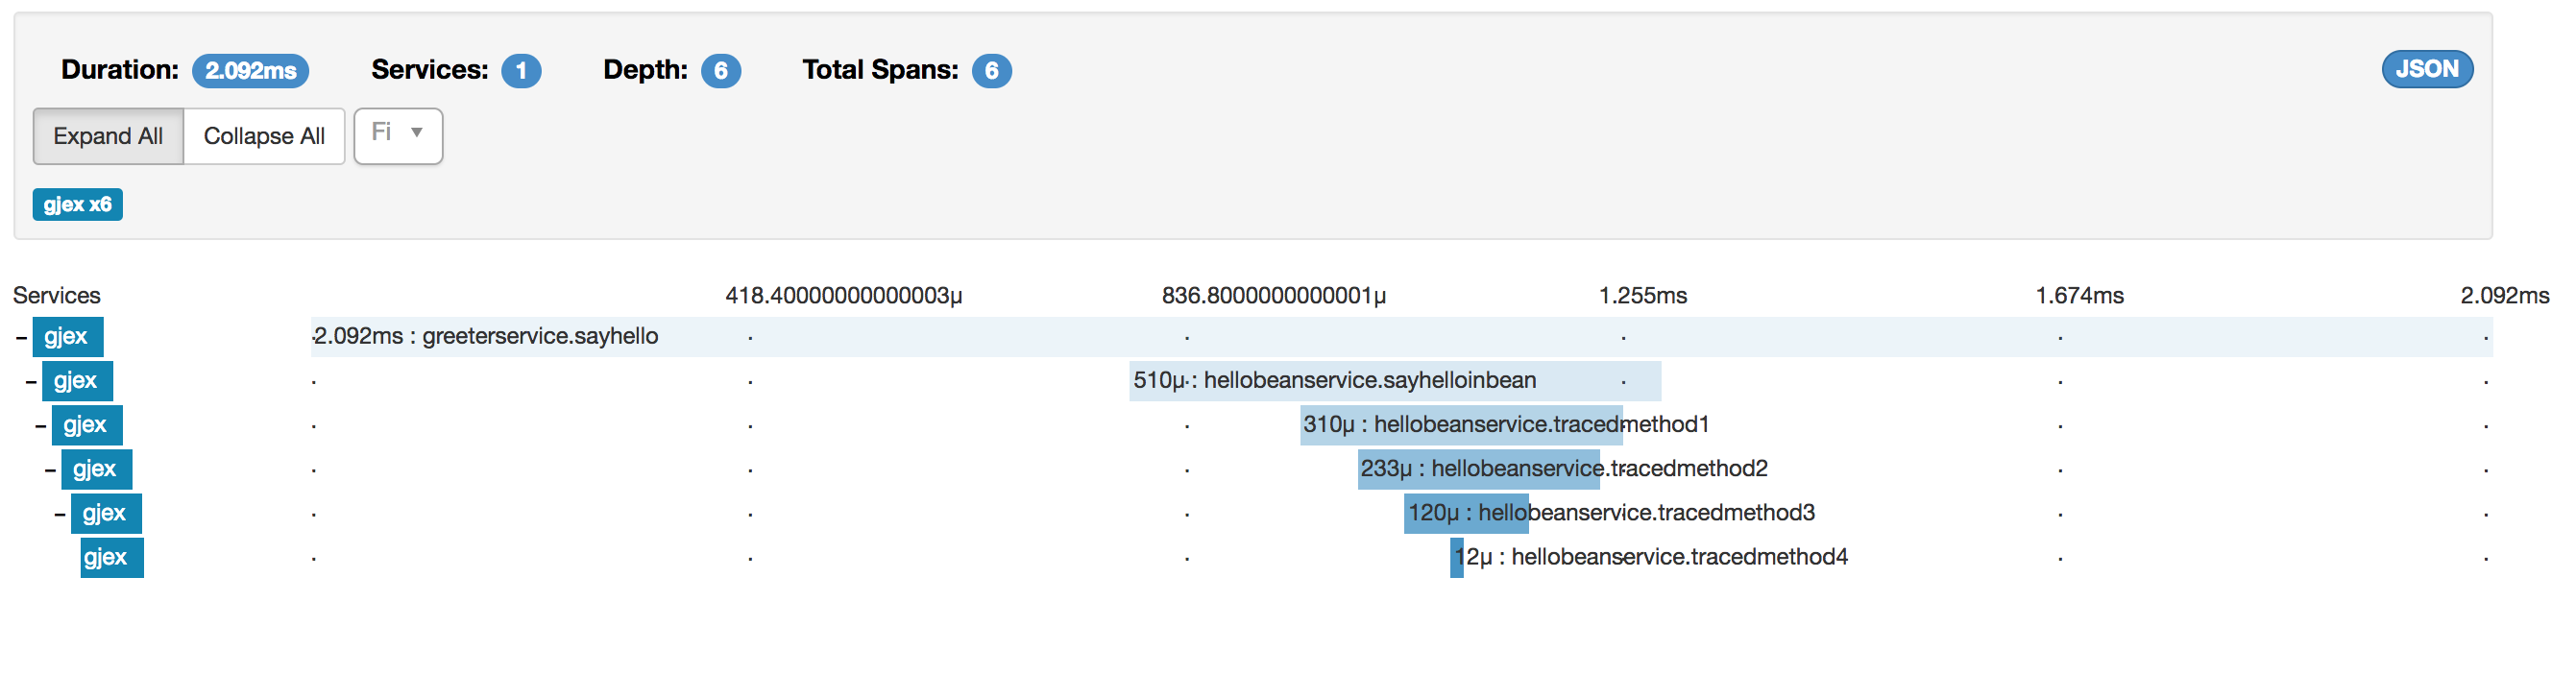 Duration: 2.092ms Services: 1 Depth: 6 Total Spans: 6 JSON
Expand All Collapse All Fi
gjex x6
Services 418.40000000000003μ 836.8000000000001μ 1.255ms 1.674ms 2.092ms
– gjex 2.092ms : greeterservice.sayhello
– gjex 510μ : hellobeanservice.sayhelloinbean
– gjex 310μ : hellobeanservice.tracedmethod1
– gjex 233μ : hellobeanservice.tracedmethod2
– gjex 120μ : hellobeanservice.tracedmethod3
gjex 12μ : hellobeanservice.tracedmethod4